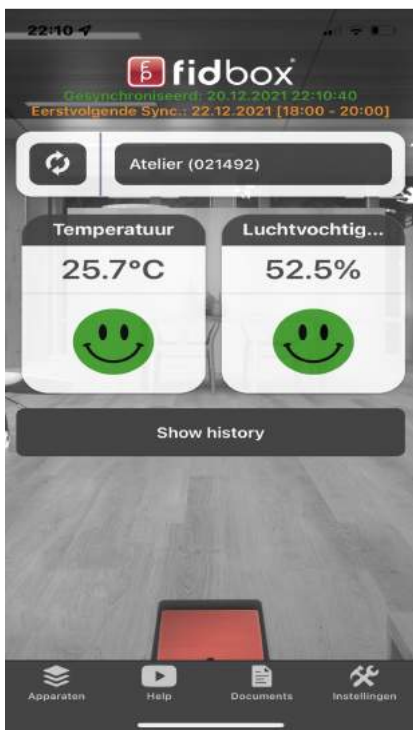 22:10
fidbox
Gesynchroniseerd: 20.12.2021 22:10:40
Eerstvolgende Sync.: 22.12.2021 [18:00 - 20:00]
Atelier (021492)
Temperatuur
Luchtvochtig...
25.7°C
52.5%
Show history
Apparaten
Help
Documents
Instellingen